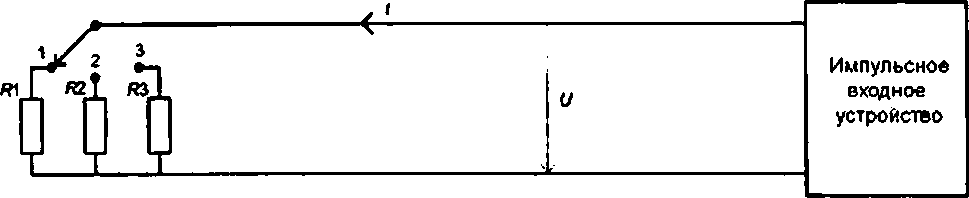 I
1
2
3
R1
R2
R3
U
Импульсное
входное
устройство